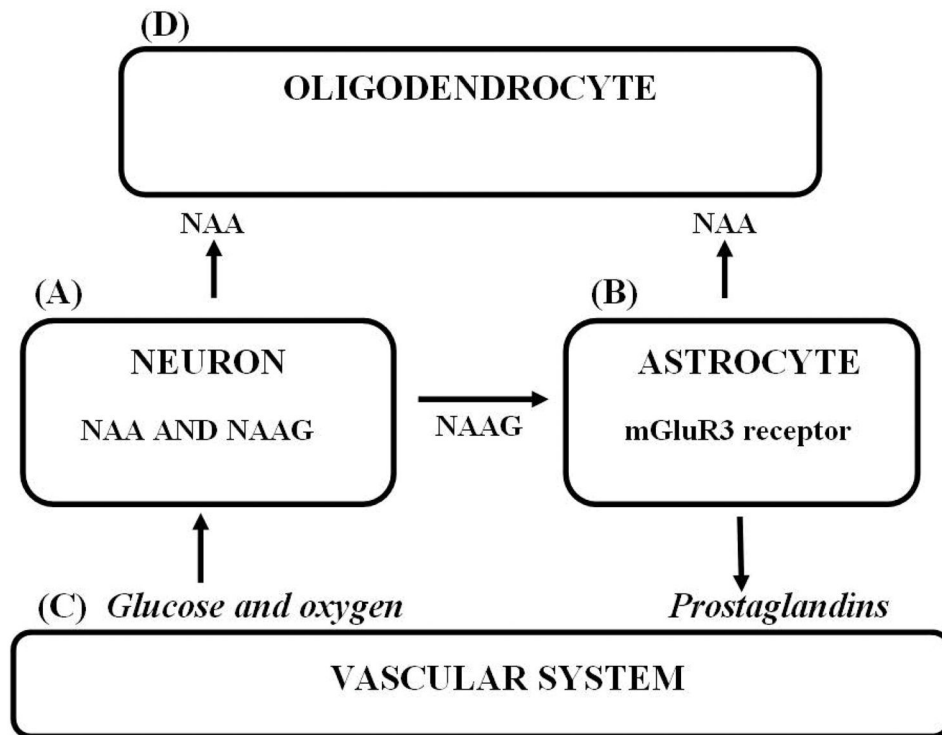 (D)
OLIGODENDROCYTE
NAA
NAA
(A)
(B)
NEURON
ASTROCYTE
NAA AND NAAG
NAAG
mGluR3 receptor
(C) Glucose and oxygen
Prostaglandins
VASCULAR SYSTEM